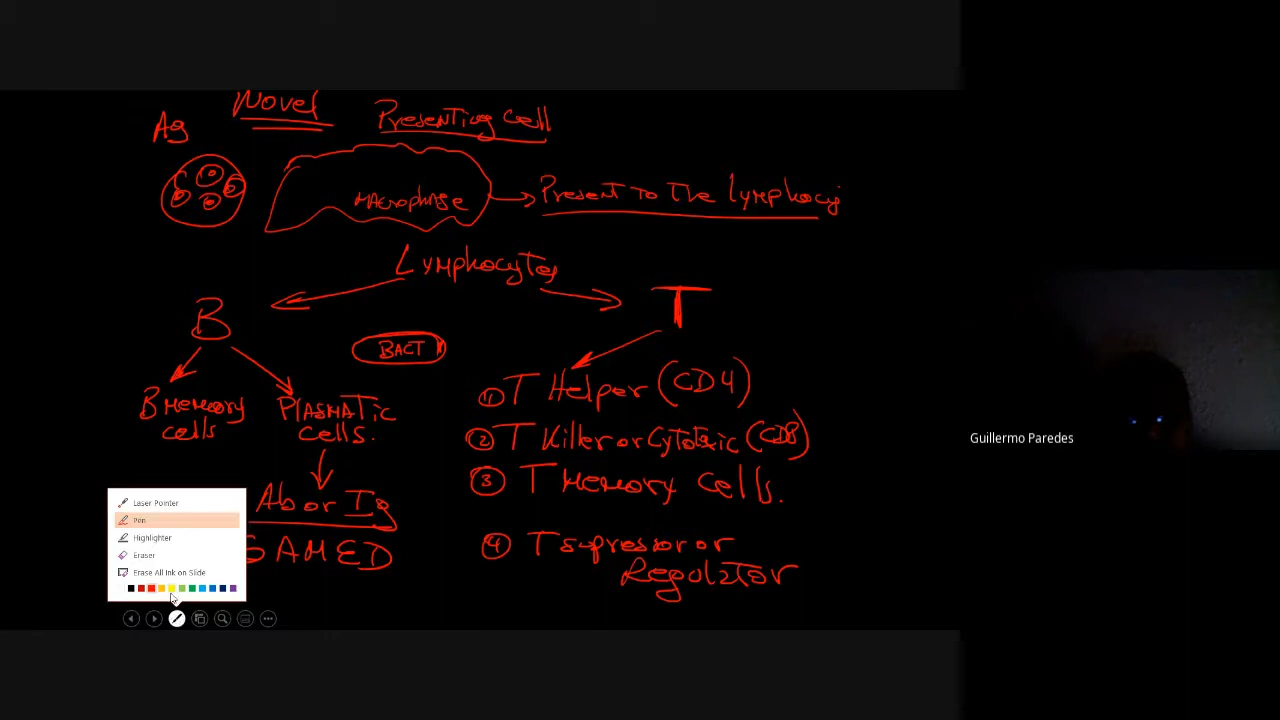 Novel
Ag
Presenting Cell
Macrophage
Present to The Lymphocy
Lymphocytes
B
T
BACT
B memory
cells
PLASMATIC
cells.
Ab or Ig
GAMED
① T Helper (CD4)
② T Killer or Cytotoxic (CD8)
③ T Memory Cells.
④ T supressor or
Regulator
Guillermo Paredes
Laser Pointer
Pen
Highlighter
Eraser
Erase All Ink on Slide